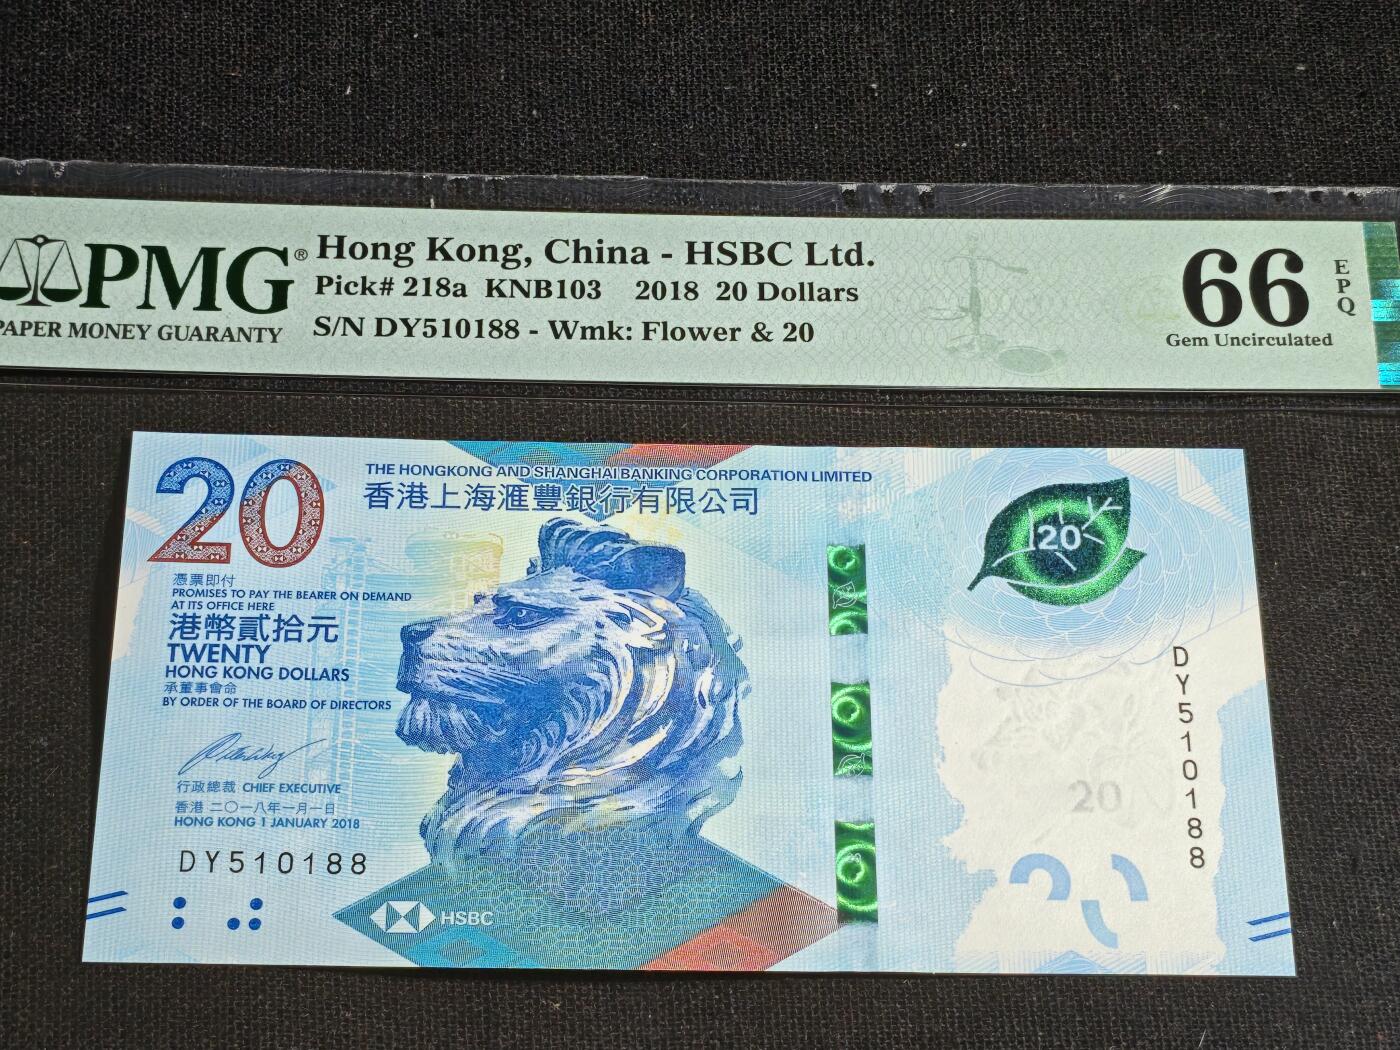 PMG®
PAPER MONEY GUARANTY
Hong Kong, China - HSBC Ltd.
Pick# 218a KNB103 2018 20 Dollars
S/N DY510188 - Wmk: Flower & 20
66
EPQ
Gem Uncirculated
20
THE HONGKONG AND SHANGHAI BANKING CORPORATION LIMITED
香港上海滙豐銀行有限公司
20
憑票即付
PROMISES TO PAY THE BEARER ON DEMAND
AT ITS OFFICE HERE
港幣貳拾元
TWENTY
HONG KONG DOLLARS
承董事會命
BY ORDER OF THE BOARD OF DIRECTORS
行政總裁 CHIEF EXECUTIVE
香港 二〇一八年一月一日
HONG KONG 1 JANUARY 2018
DY510188
HSBC
DY510188
20
20